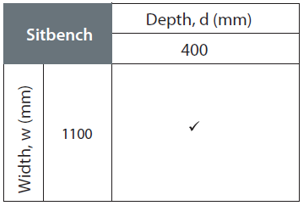 Sitbench
Depth, d (mm)
400
Width, w (mm)
1100
✓